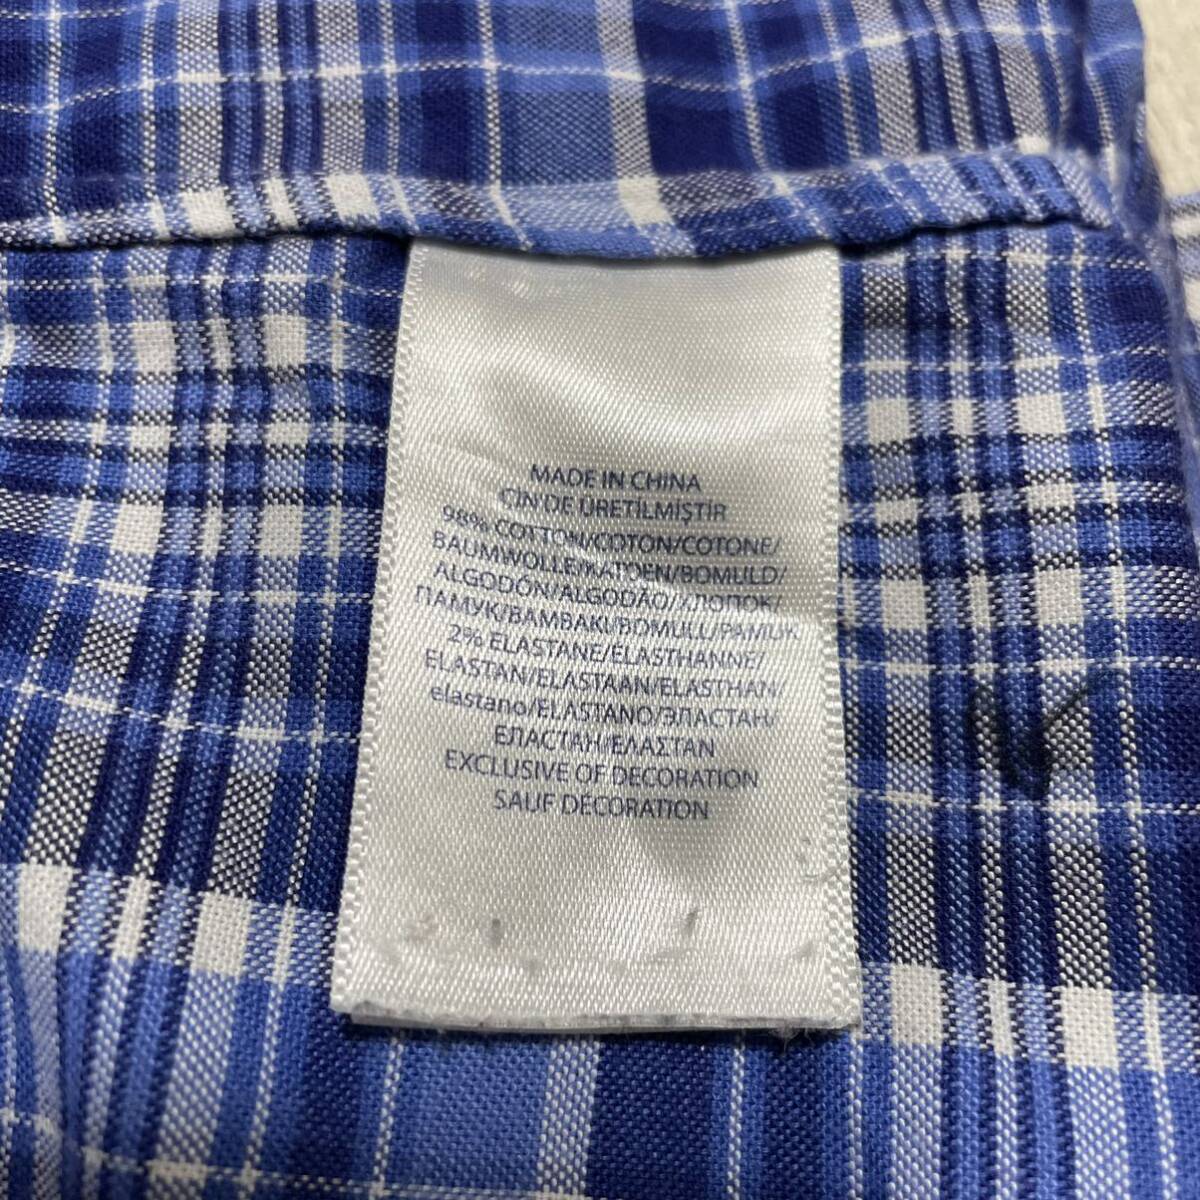 MADE IN CHINA
ÇİN'DE ÜRETİLMİŞTİR
98% COTTON/COTON/COTONE/
BAUMWOLLE/KATOEN/BOMULD/
ALGODÓN/ALGODÃO/ХЛОПОК/
ПАМУК/BAMBAKI/BOMULL/PAMUK
2% ELASTANE/ELASTHANNE/
ELASTAN/ELASTAAN/ELASTHAN/
elastano/ELASTANO/ЭЛАСТАН/
ЕЛАСТАН/ΕΛΑΣΤΑΝ
EXCLUSIVE OF DECORATION
SAUF DÉCORATION